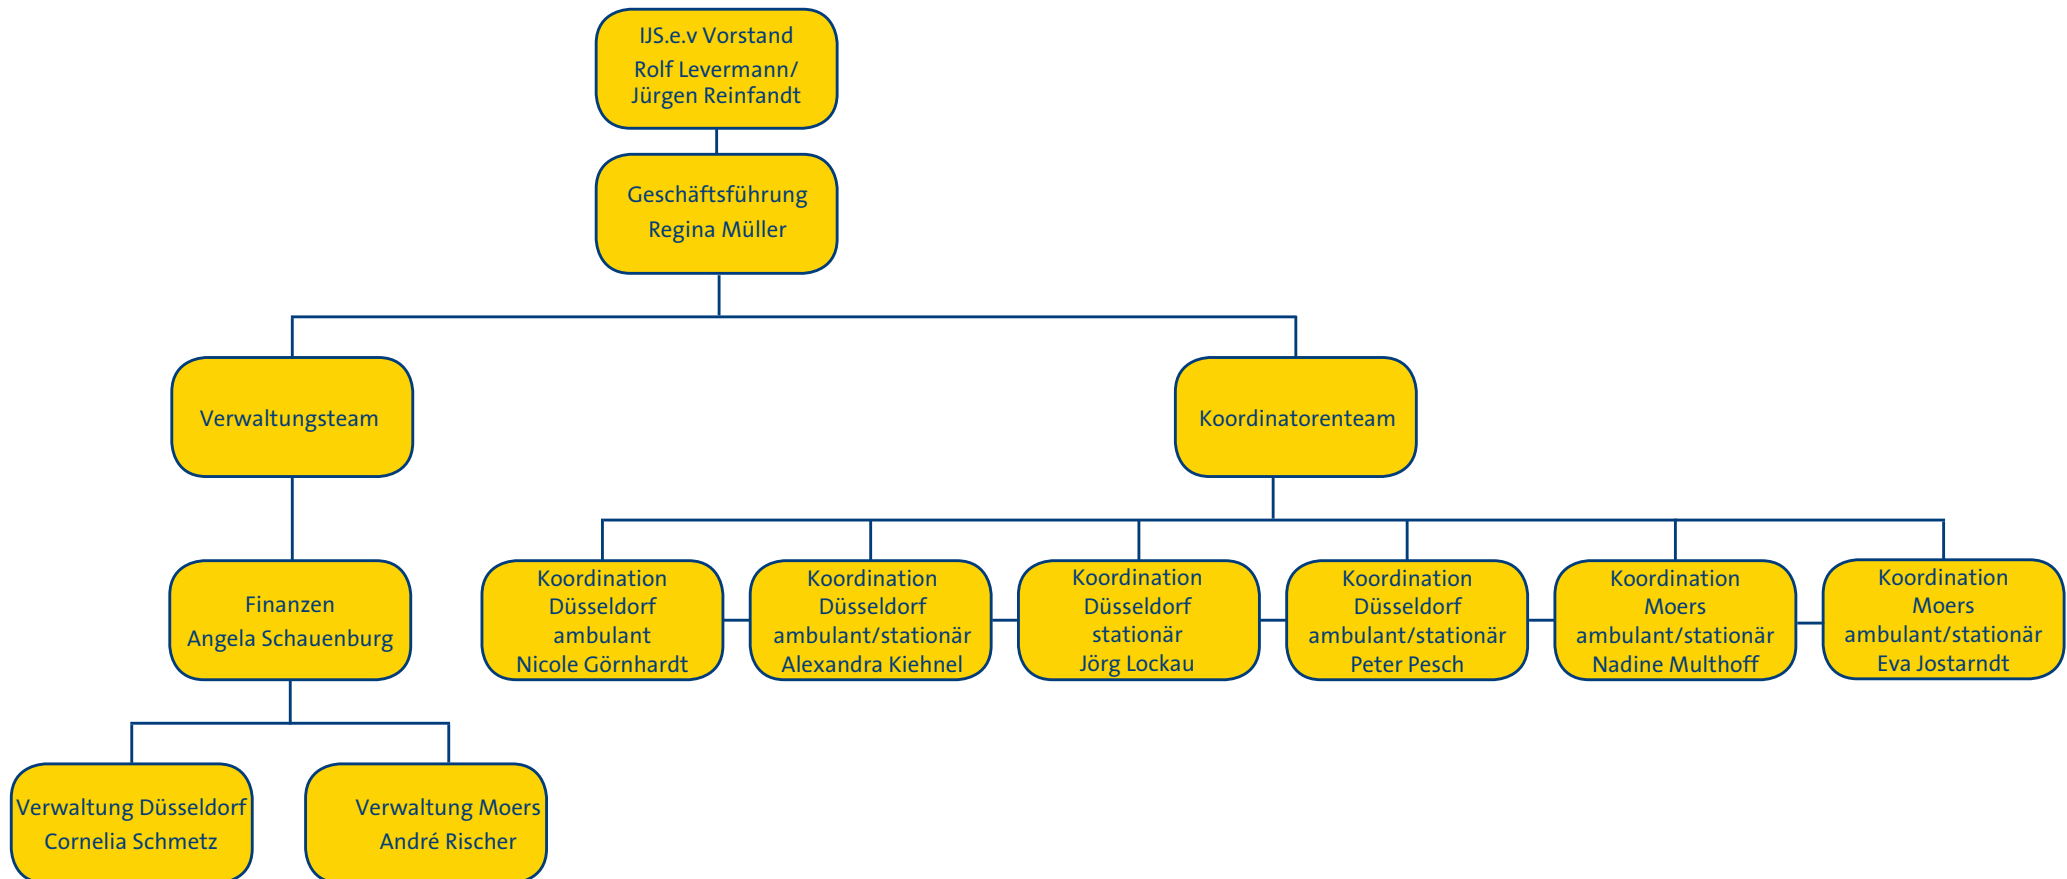 IJS.e.v Vorstand
Rolf Levermann/
Jürgen Reinfandt
Geschäftsführung
Regina Müller
Verwaltungsteam
Koordinatorenteam
Finanzen
Angela Schauenburg
Koordination
Düsseldorf
ambulant
Nicole Görnhardt
Koordination
Düsseldorf
ambulant/stationär
Alexandra Kiehnel
Koordination
Düsseldorf
stationär
Jörg Lockau
Koordination
Düsseldorf
ambulant/stationär
Peter Pesch
Koordination
Moers
ambulant/stationär
Nadine Multhoff
Koordination
Moers
ambulant/stationär
Eva Jostarndt
Verwaltung Düsseldorf
Cornelia Schmetz
Verwaltung Moers
André Rischer